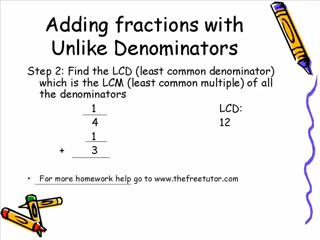 Adding fractions with
Unlike Denominators
Step 2: Find the LCD (least common denominator)
which is the LCM (least common multiple) of all
the denominators
1 LCD:
4 12
1
+ 3
• For more homework help go to www.thefreetutor.com